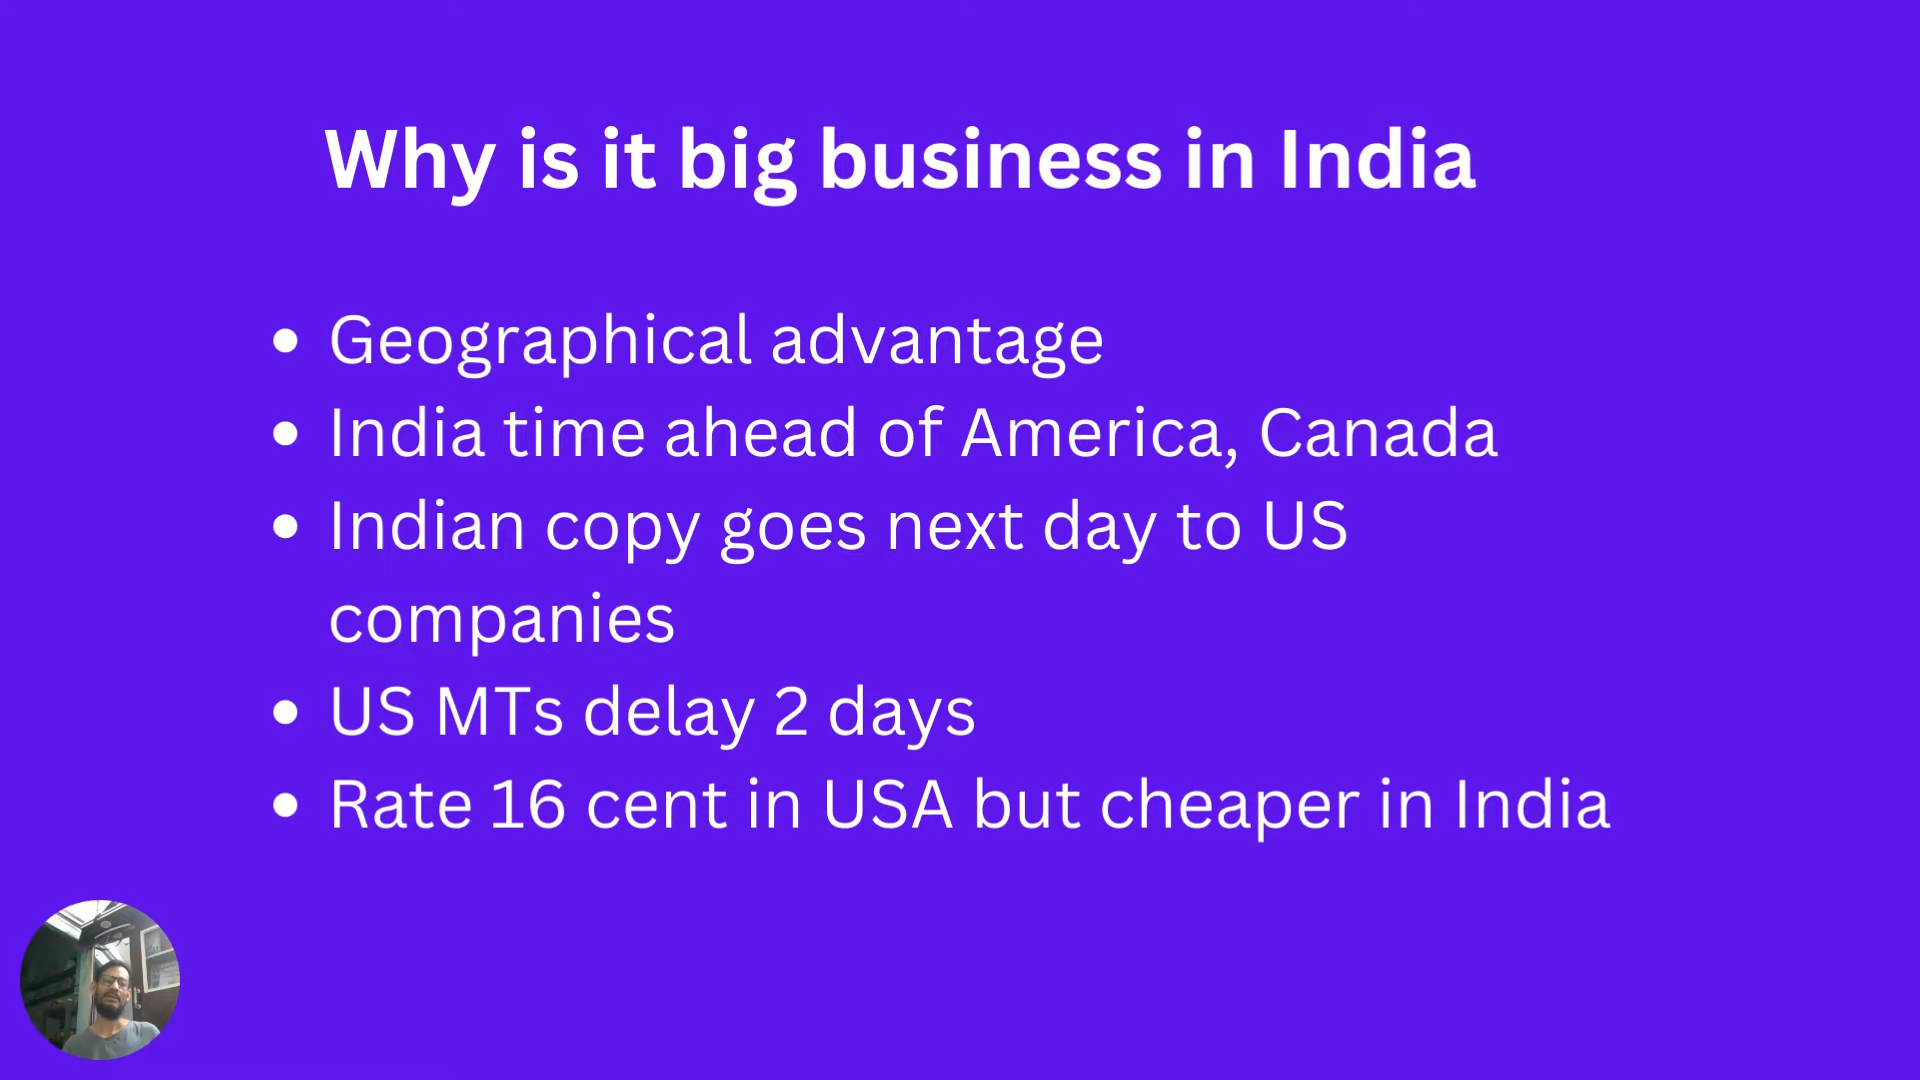 Why is it big business in India
• Geographical advantage
• India time ahead of America, Canada
• Indian copy goes next day to US
companies
• US MTs delay 2 days
• Rate 16 cent in USA but cheaper in India